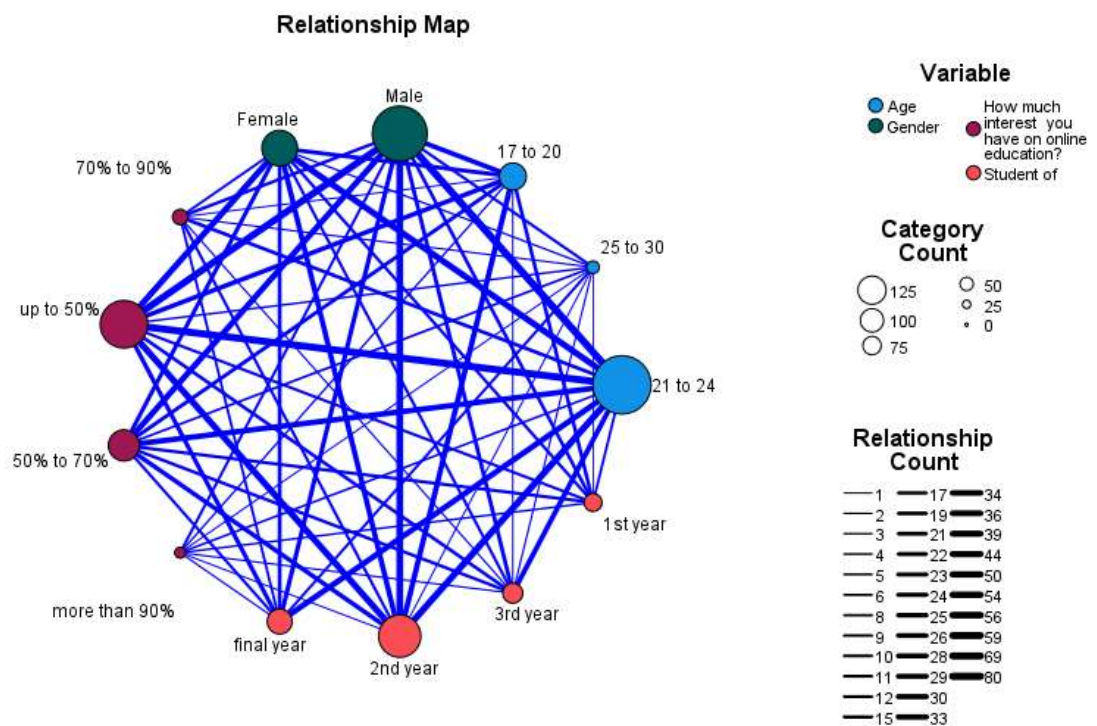 Relationship Map
Male
Female
17 to 20
70% to 90%
25 to 30
up to 50%
21 to 24
50% to 70%
1st year
more than 90%
3rd year
final year
2nd year
Variable
Age
Gender
How much
interest you
have on online
education?
Student of
Category
Count
125
100
75
50
25
0
Relationship
Count
1 17 34
2 19 36
3 21 39
4 22 44
5 23 50
6 24 54
8 25 56
9 26 59
10 28 69
11 29 80
12 30
15 33